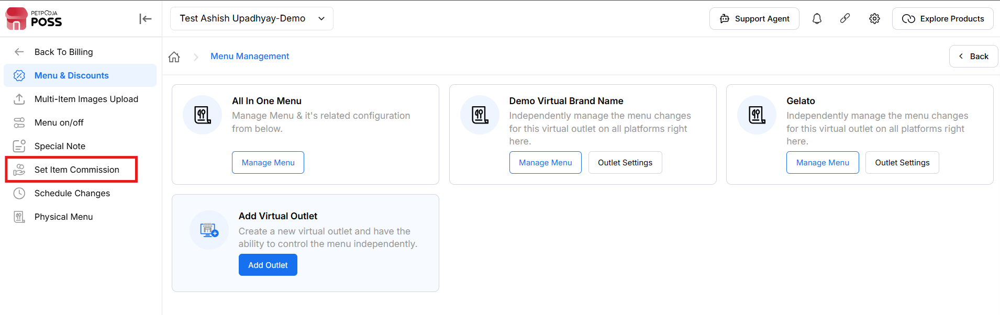 PETPOOJA
POSS
Test Ashish Upadhyay-Demo
Support Agent
Explore Products
Back To Billing
Menu & Discounts
Multi-Item Images Upload
Menu on/off
Special Note
Set Item Commission
Schedule Changes
Physical Menu
Menu Management
Back
All In One Menu
Manage Menu & it's related configuration
from below.
Manage Menu
Demo Virtual Brand Name
Independently manage the menu changes
for this virtual outlet on all platforms right
here.
Manage Menu
Outlet Settings
Gelato
Independently manage the menu changes
for this virtual outlet on all platforms right
here.
Manage Menu
Outlet Settings
Add Virtual Outlet
Create a new virtual outlet and have the
ability to control the menu independently.
Add Outlet